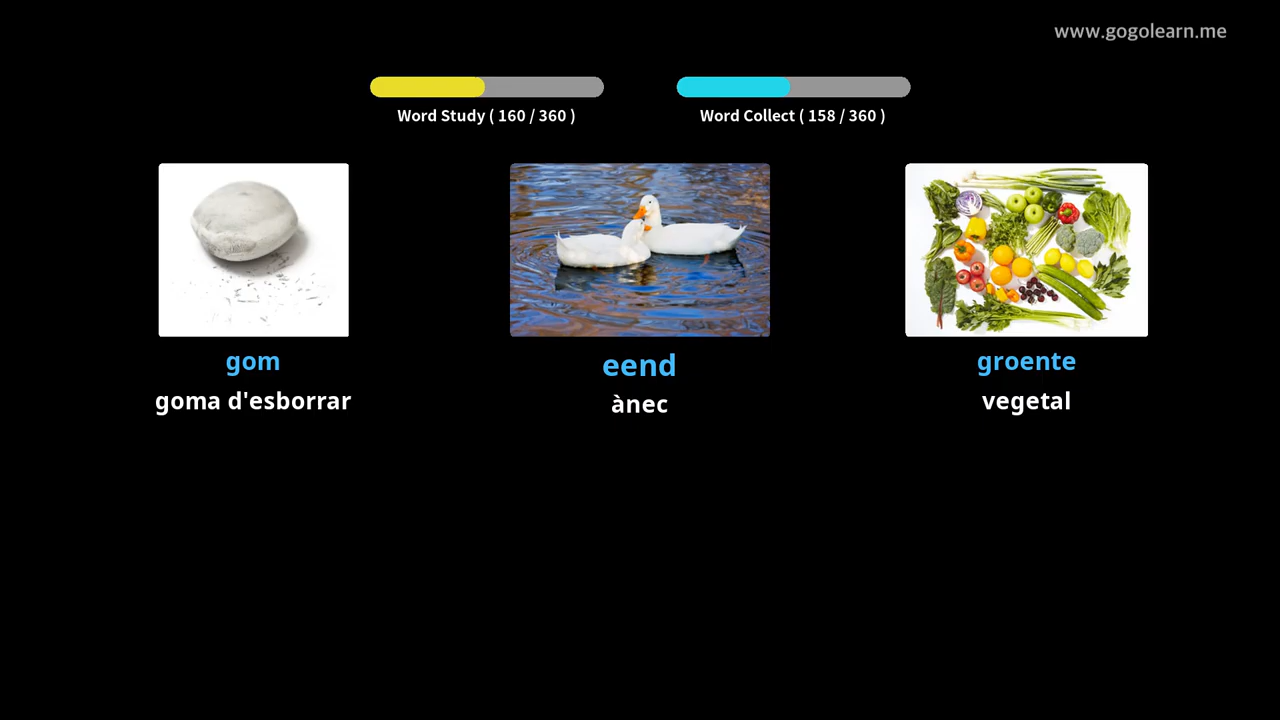 www.gogolearn.me
Word Study ( 160 / 360 )
Word Collect ( 158 / 360 )
gom
goma d'esborrar
eend
ànec
groente
vegetal